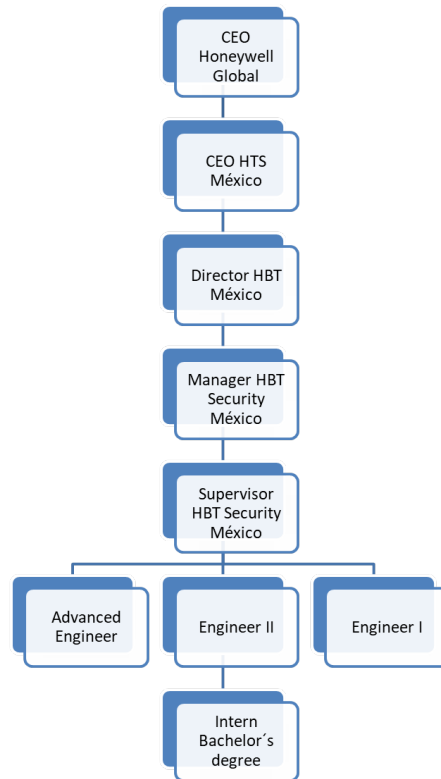 CEO
Honeywell
Global
CEO HTS
México
Director HBT
México
Manager HBT
Security
México
Supervisor
HBT Security
México
Advanced
Engineer
Engineer II
Engineer I
Intern
Bachelor´s
degree